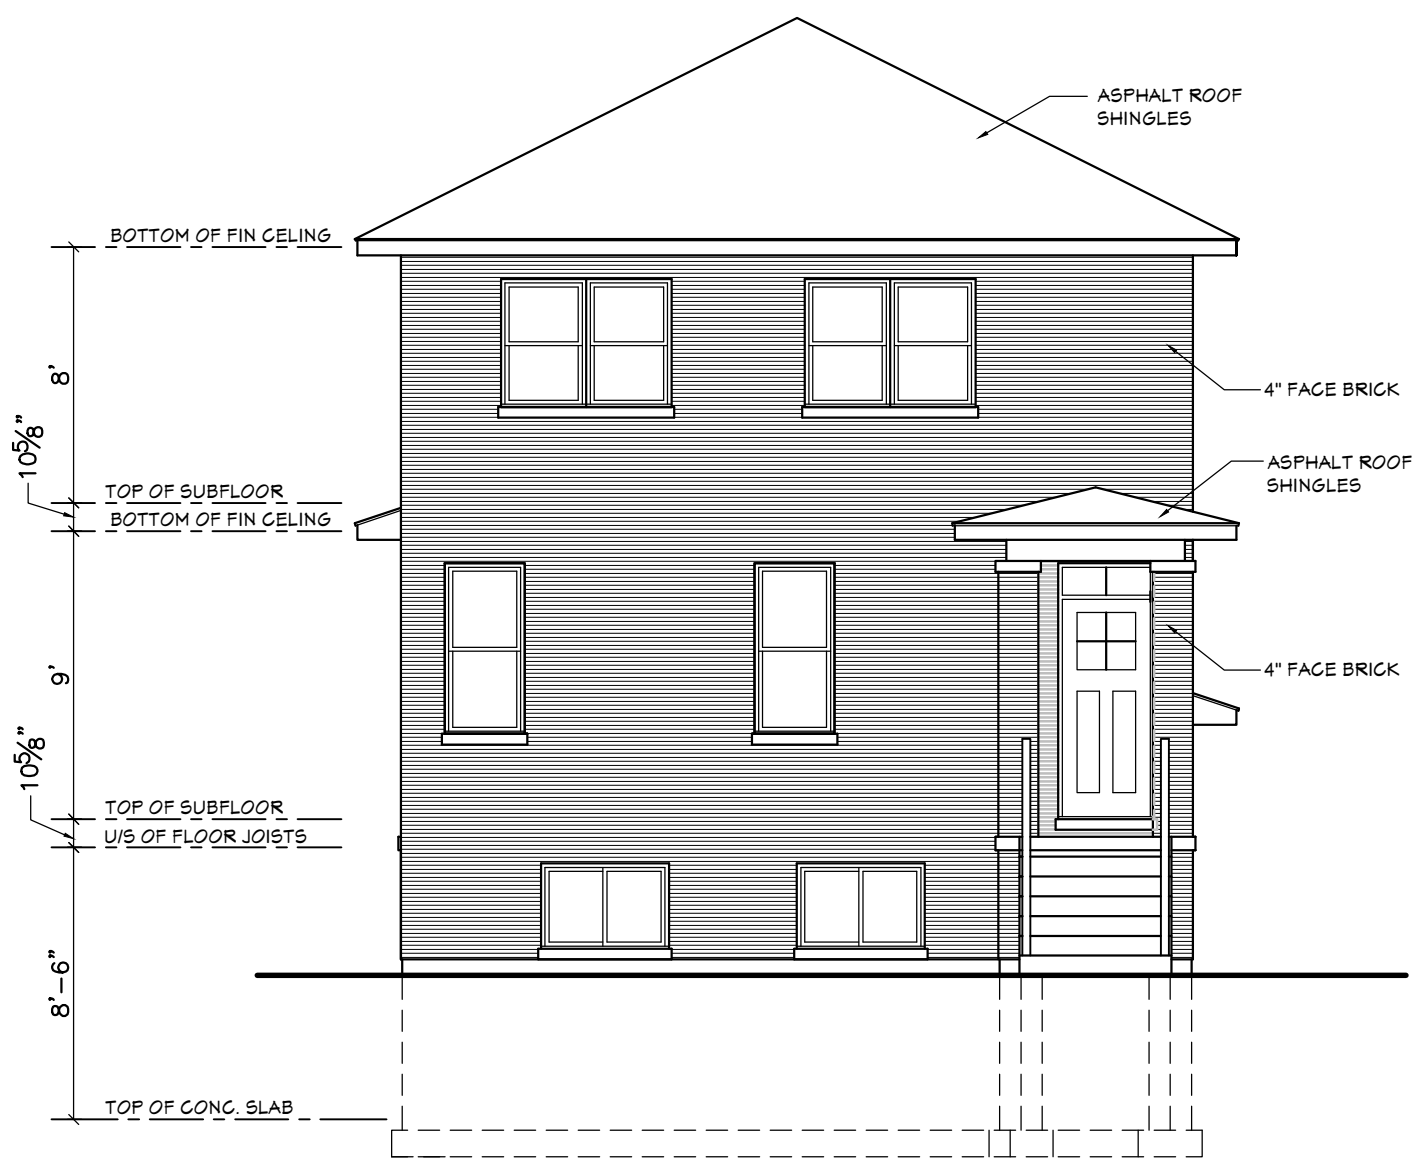 ASPHALT ROOF
SHINGLES
BOTTOM OF FIN CELING
8'
4" FACE BRICK
10⅝"
ASPHALT ROOF
SHINGLES
TOP OF SUBFLOOR
BOTTOM OF FIN CELING
9'
4" FACE BRICK
10⅝"
TOP OF SUBFLOOR
U/S OF FLOOR JOISTS
8'-6"
TOP OF CONC. SLAB